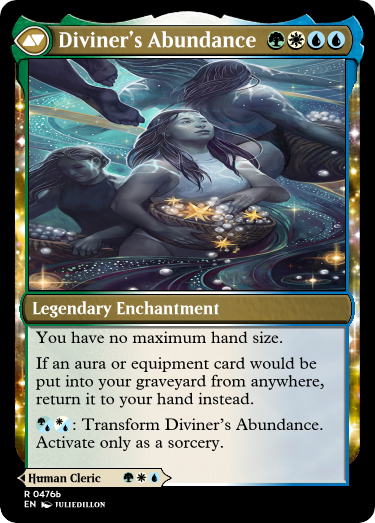 Diviner's Abundance
Legendary Enchantment
You have no maximum hand size.
If an aura or equipment card would be
put into your graveyard from anywhere,
return it to your hand instead.
: Transform Diviner's Abundance.
Activate only as a sorcery.
Human Cleric
R 0476b
EN JULIEDILLON